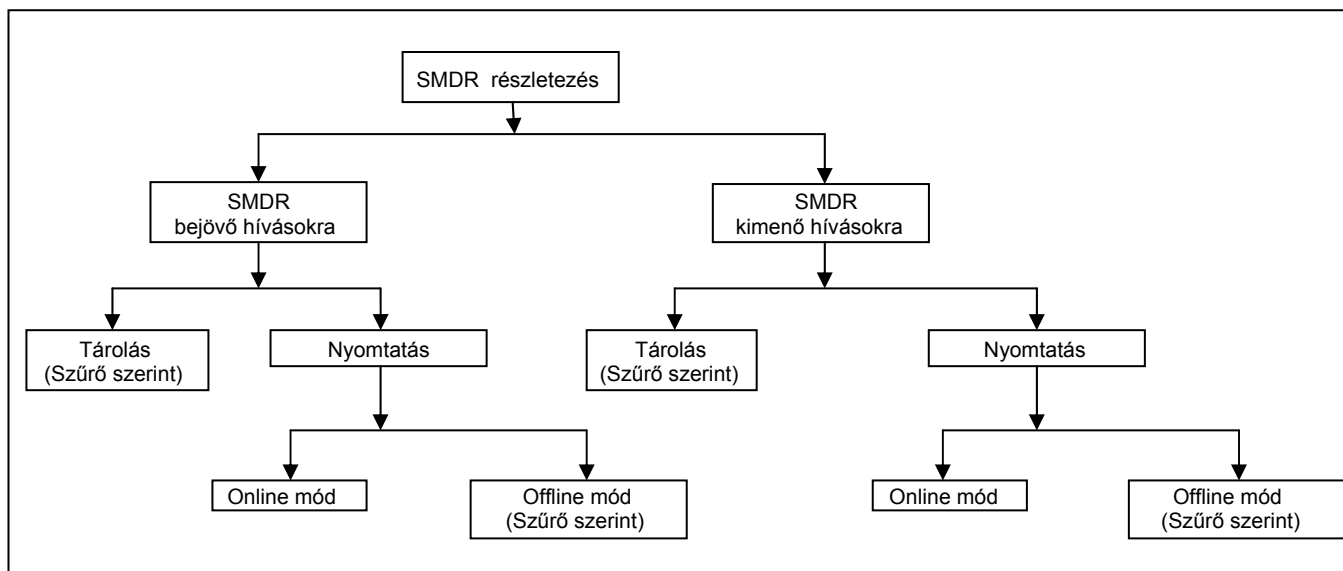 SMDR részletezés
SMDR
bejövő hívásokra
SMDR
kimenő hívásokra
Tárolás
(Szűrő szerint)
Nyomtatás
Tárolás
(Szűrő szerint)
Nyomtatás
Online mód
Offline mód
(Szűrő szerint)
Online mód
Offline mód
(Szűrő szerint)